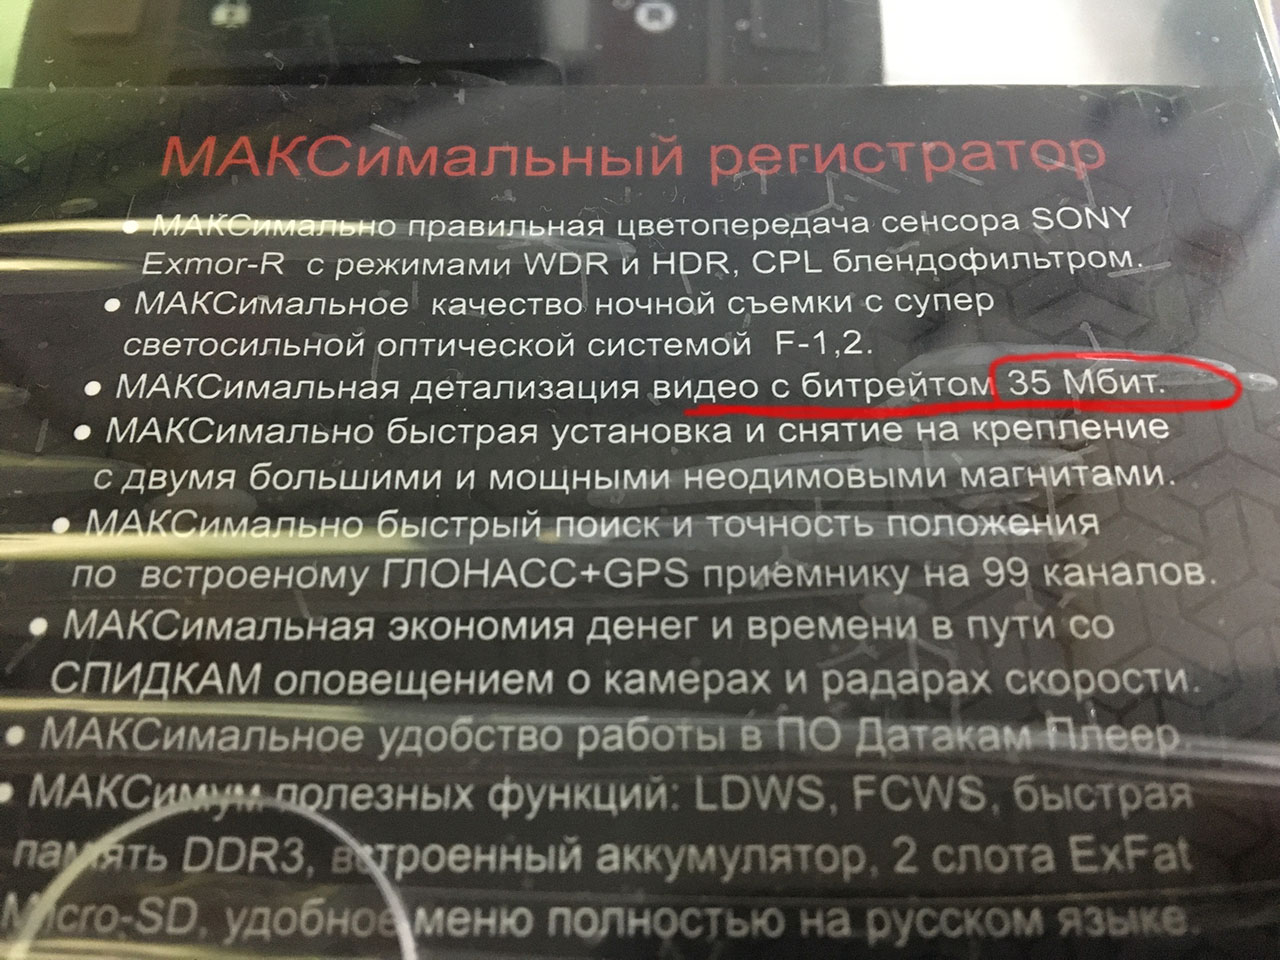 МАКСимальный регистратор
• МАКСимально правильная цветопередача сенсора SONY
Exmor-R с режимами WDR и HDR, CPL блендофильтром.
• МАКСимальное качество ночной съемки с супер
светосильной оптической системой F-1,2.
• МАКСимальная детализация видео с битрейтом 35 Мбит.
• МАКСимально быстрая установка и снятие на крепление
с двумя большими и мощными неодимовыми магнитами.
• МАКСимально быстрый поиск и точность положения
по встроеному ГЛОНАСС+GPS приемнику на 99 каналов.
• МАКСимальная экономия денег и времени в пути со
СПИДКАМ оповещением о камерах и радарах скорости.
• МАКСимальное удобство работы в ПО Датакам Плеер.
• МАКСимум полезных функций: LDWS, FCWS, быстрая
память DDR3, встроенный аккумулятор, 2 слота ExFat
Micro-SD, удобное меню полностью на русском языке.